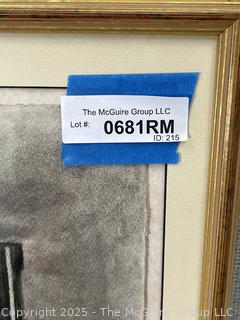 The McGuire Group LLC
Lot #: 0681RM
ID: 215
Copyright 2025 - The McGuire Group LLC